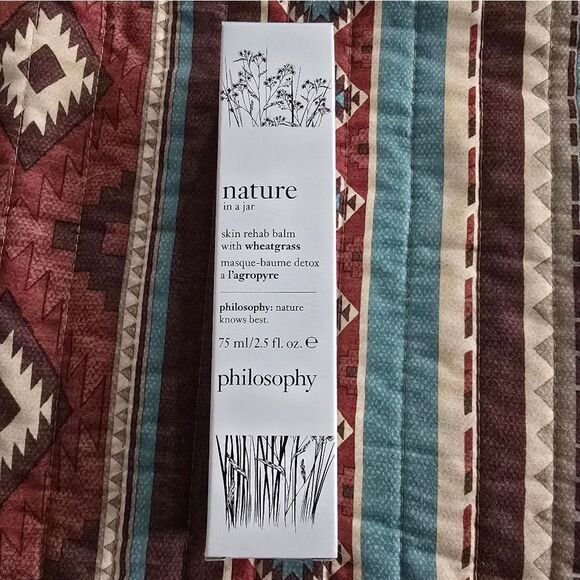 nature
in a jar
skin rehab balm
with wheatgrass
masque-baume detox
a l'agropyre
philosophy: nature
knows best.
75 ml/2.5 fl. oz. ℮
philosophy